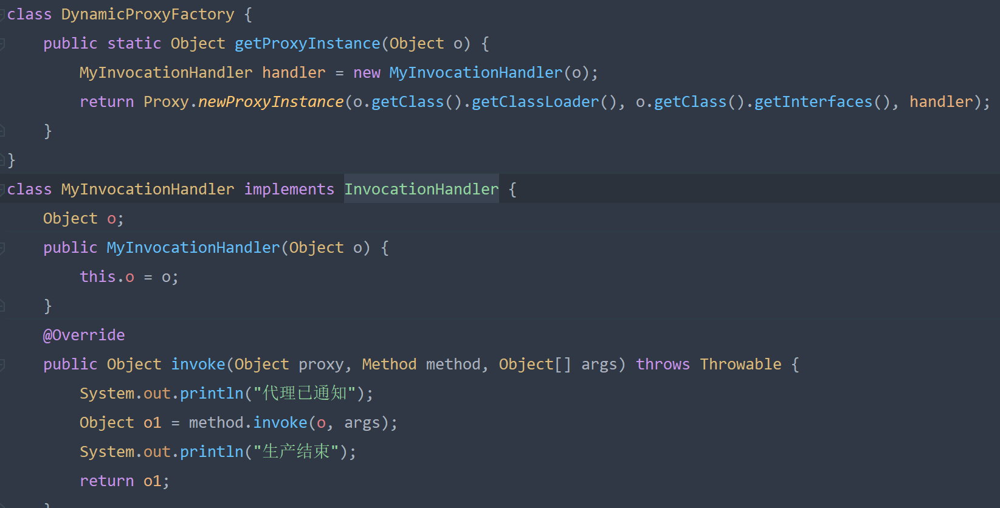 class DynamicProxyFactory {
    public static Object getProxyInstance(Object o) {
        MyInvocationHandler handler = new MyInvocationHandler(o);
        return Proxy.newProxyInstance(o.getClass().getClassLoader(), o.getClass().getInterfaces(), handler);
    }
}
class MyInvocationHandler implements InvocationHandler {
    Object o;
    public MyInvocationHandler(Object o) {
        this.o = o;
    }
    @Override
    public Object invoke(Object proxy, Method method, Object[] args) throws Throwable {
        System.out.println("代理已通知");
        Object o1 = method.invoke(o, args);
        System.out.println("生产结束");
        return o1;
    }